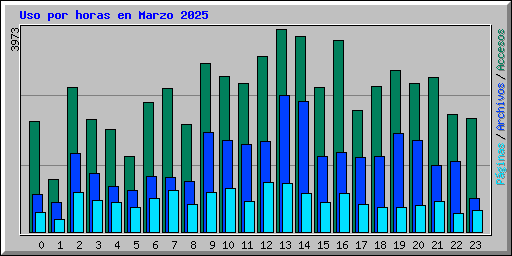 Uso por horas en Marzo 2025
3973
Páginas / Archivos / Accesos
0 1 2 3 4 5 6 7 8 9 10 11 12 13 14 15 16 17 18 19 20 21 22 23